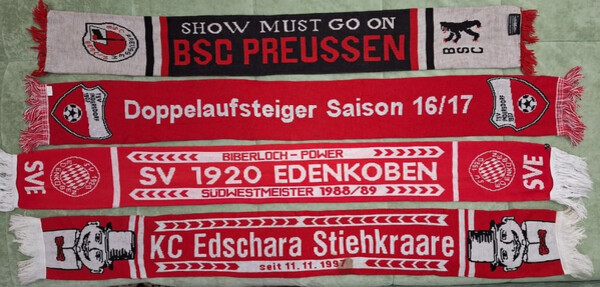 SHOW MUST GO ON
BSC PREUSSEN
BSC
Doppelaufsteiger Saison 16/17
SVE
BIBERLOCH-POWER
SV 1920 EDENKOBEN
SÜDWESTMEISTER 1988/89
SVE
KC Edschara Stiehkraare
seit 11.11.1997